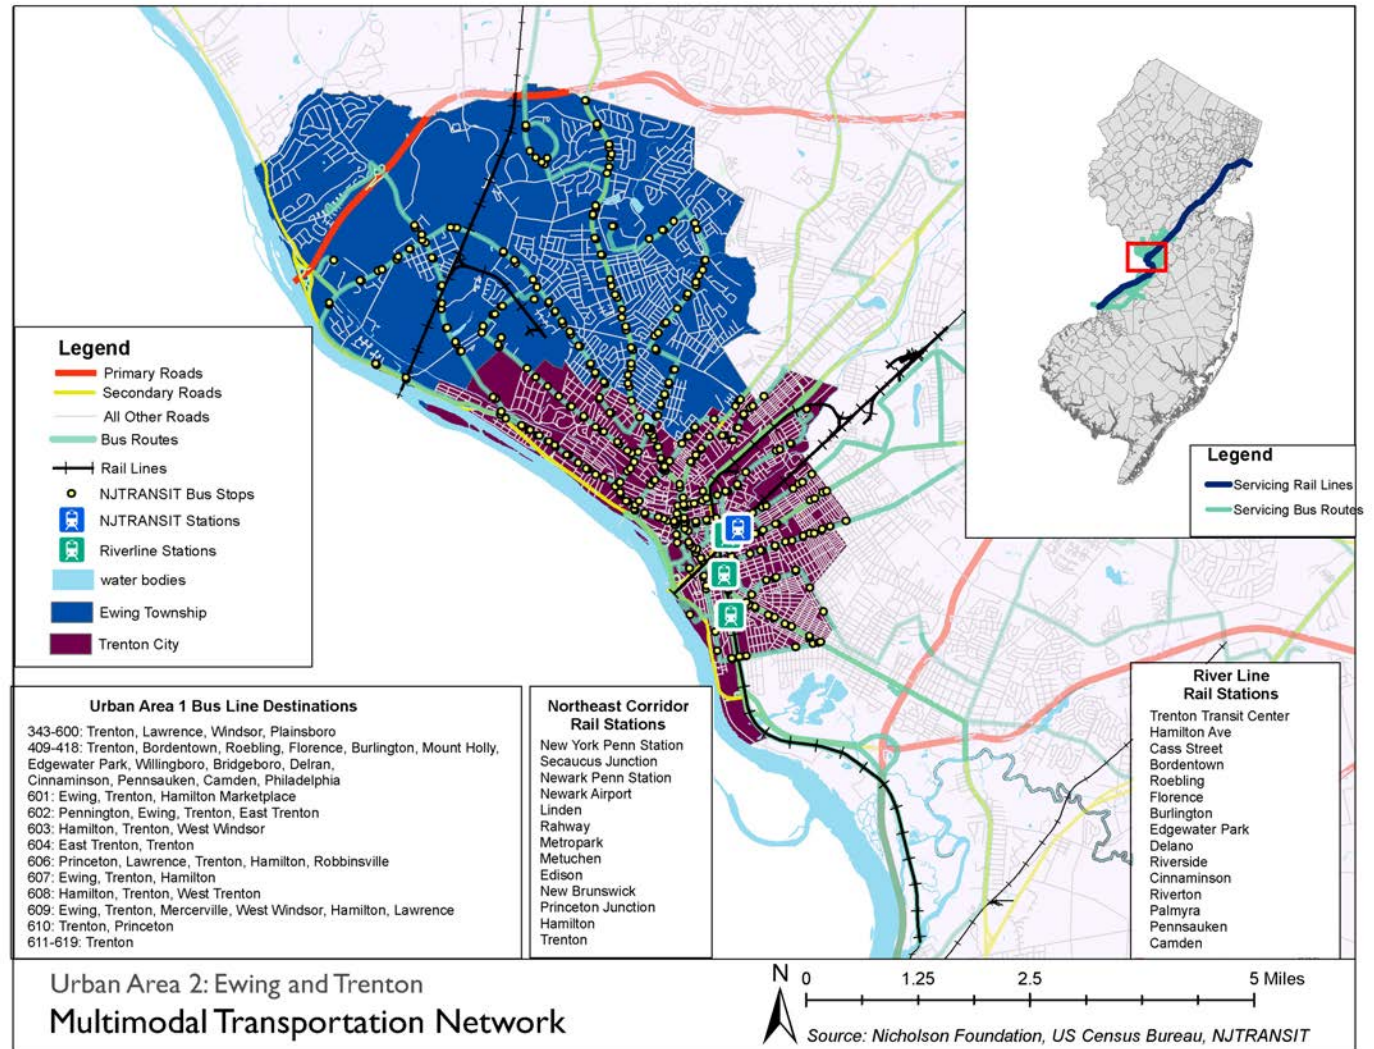 Legend
Primary Roads
Secondary Roads
All Other Roads
Bus Routes
Rail Lines
NJTRANSIT Bus Stops
NJTRANSIT Stations
Riverline Stations
water bodies
Ewing Township
Trenton City
Legend
Servicing Rail Lines
Servicing Bus Routes
Urban Area 1 Bus Line Destinations
343-600: Trenton, Lawrence, Windsor, Plainsboro
409-418: Trenton, Bordentown, Roebling, Florence, Burlington, Mount Holly,
Edgewater Park, Willingboro, Bridgeboro, Delran,
Cinnaminson, Pennsauken, Camden, Philadelphia
601: Ewing, Trenton, Hamilton Marketplace
602: Pennington, Ewing, Trenton, East Trenton
603: Hamilton, Trenton, West Windsor
604: East Trenton, Trenton
606: Princeton, Lawrence, Trenton, Hamilton, Robbinsville
607: Ewing, Trenton, Hamilton
608: Hamilton, Trenton, West Trenton
609: Ewing, Trenton, Mercerville, West Windsor, Hamilton, Lawrence
610: Trenton, Princeton
611-619: Trenton
Northeast Corridor
Rail Stations
New York Penn Station
Secaucus Junction
Newark Penn Station
Newark Airport
Linden
Rahway
Metropark
Metuchen
Edison
New Brunswick
Princeton Junction
Hamilton
Trenton
River Line
Rail Stations
Trenton Transit Center
Hamilton Ave
Cass Street
Bordentown
Roebling
Florence
Burlington
Edgewater Park
Delano
Riverside
Cinnaminson
Riverton
Palmyra
Pennsauken
Camden
Urban Area 2: Ewing and Trenton
Multimodal Transportation Network
N
0 1.25 2.5 5 Miles
Source: Nicholson Foundation, US Census Bureau, NJTRANSIT